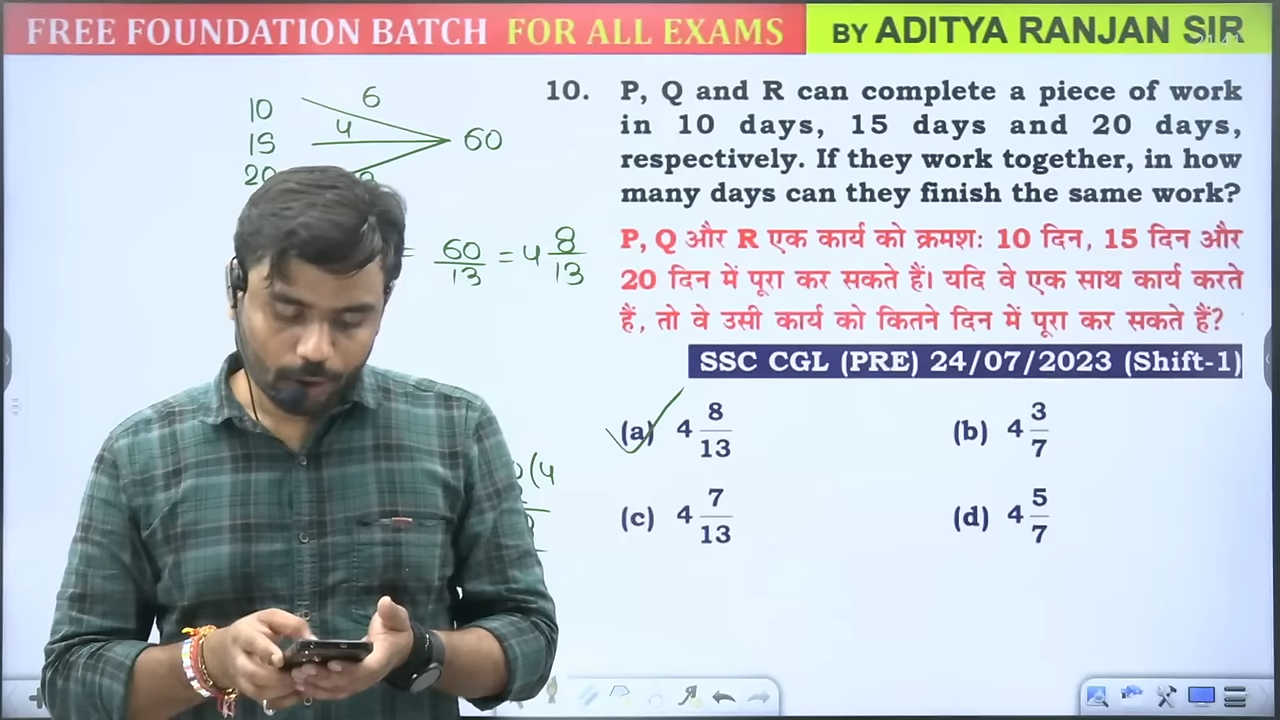 FREE FOUNDATION BATCH FOR ALL EXAMS
BY ADITYA RANJAN SIR
10
15
20
6
4
60
= 60/13 = 4 8/13
(4
10. P, Q and R can complete a piece of work
in 10 days, 15 days and 20 days,
respectively. If they work together, in how
many days can they finish the same work?
P, Q और R एक कार्य को क्रमशः 10 दिन, 15 दिन और
20 दिन में पूरा कर सकते हैं। यदि वे एक साथ कार्य करते
हैं, तो वे उसी कार्य को कितने दिन में पूरा कर सकते हैं?
SSC CGL (PRE) 24/07/2023 (Shift-1)
(a) 4 8/13
(b) 4 3/7
(c) 4 7/13
(d) 4 5/7